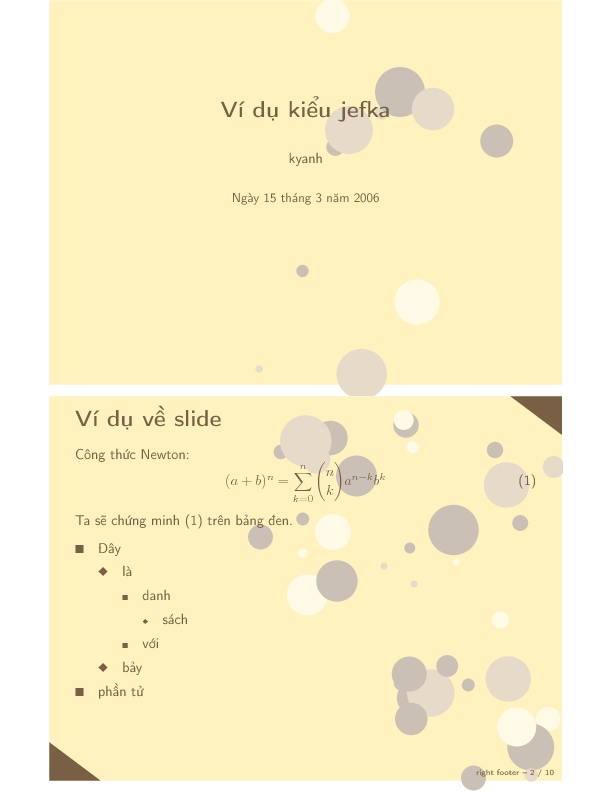 Ví dụ kiểu jefka
kyanh
Ngày 15 tháng 3 năm 2006
Ví dụ về slide
Công thức Newton:
(a + b)^n = \sum_{k=0}^{n} \binom{n}{k} a^{n-k} b^k (1)
Ta sẽ chứng minh (1) trên bảng đen.
■ Dây
◆ là
■ danh
◆ sách
■ với
◆ bảy
■ phần tử
right footer – 2 / 10